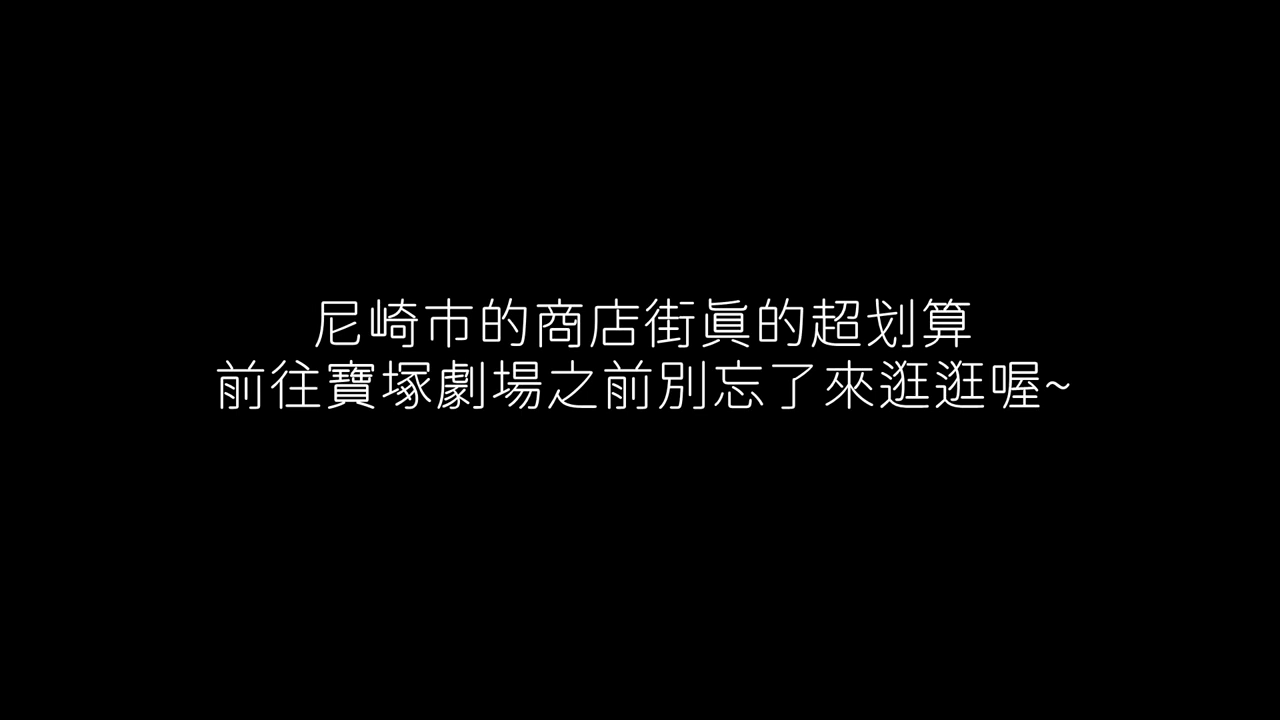 尼崎市的商店街眞的超划算
前往寶塚劇場之前別忘了來逛逛喔~